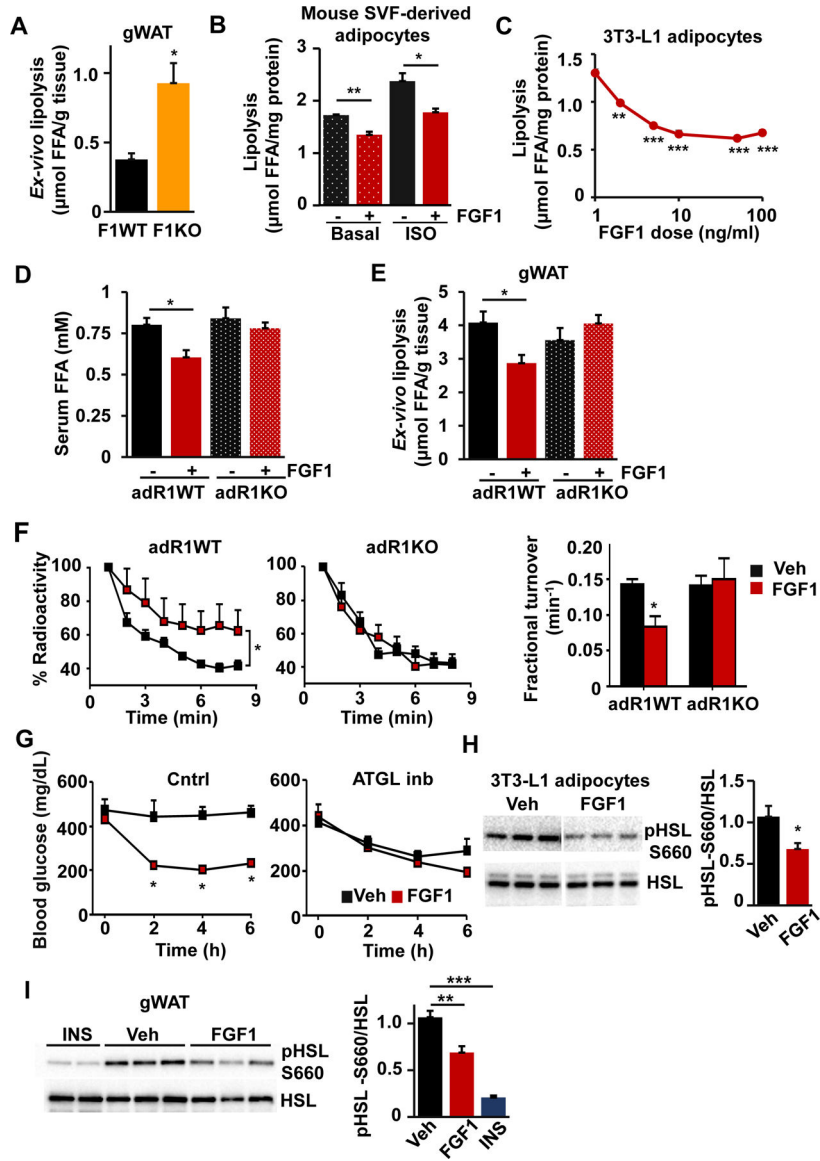 A
gWAT
Ex-vivo lipolysis
(µmol FFA/g tissue)
1.0
0.5
0
*
F1WT F1KO
B
Mouse SVF-derived
adipocytes
Lipolysis
(µmol FFA/mg protein)
3
2
1
0
**
*
- + - + FGF1
Basal ISO
C
3T3-L1 adipocytes
Lipolysis
(µmol FFA/mg protein)
1.5
1.0
0.5
0
** *** *** *** ***
1 10 100
FGF1 dose (ng/ml)
D
Serum FFA (mM)
1
0.75
0.5
0.25
0
*
- + - + FGF1
adR1WT adR1KO
E
gWAT
Ex-vivo lipolysis
(µmol FFA/g tissue)
5
4
3
2
1
0
*
- + - + FGF1
adR1WT adR1KO
F
adR1WT
% Radioactivity
100
80
60
40
*
0 3 6 9
Time (min)
adR1KO
100
80
60
40
0 3 6 9
Time (min)
Fractional turnover
(min-1)
0.20
0.15
0.10
0.05
0
*
adR1WT adR1KO
Veh
FGF1
G
Cntrl
Blood glucose (mg/dL)
600
400
200
0
* * *
0 2 4 6
Time (h)
ATGL inb
600
400
200
0
Veh FGF1
0 2 4 6
Time (h)
H
3T3-L1 adipocytes
Veh FGF1
pHSL
S660
HSL
pHSL-S660/HSL
1.5
1.0
0.5
0
*
Veh
FGF1
I
gWAT
INS Veh FGF1
pHSL
S660
HSL
pHSL -S660/HSL
1.0
0.5
0
***
**
Veh
FGF1
INS